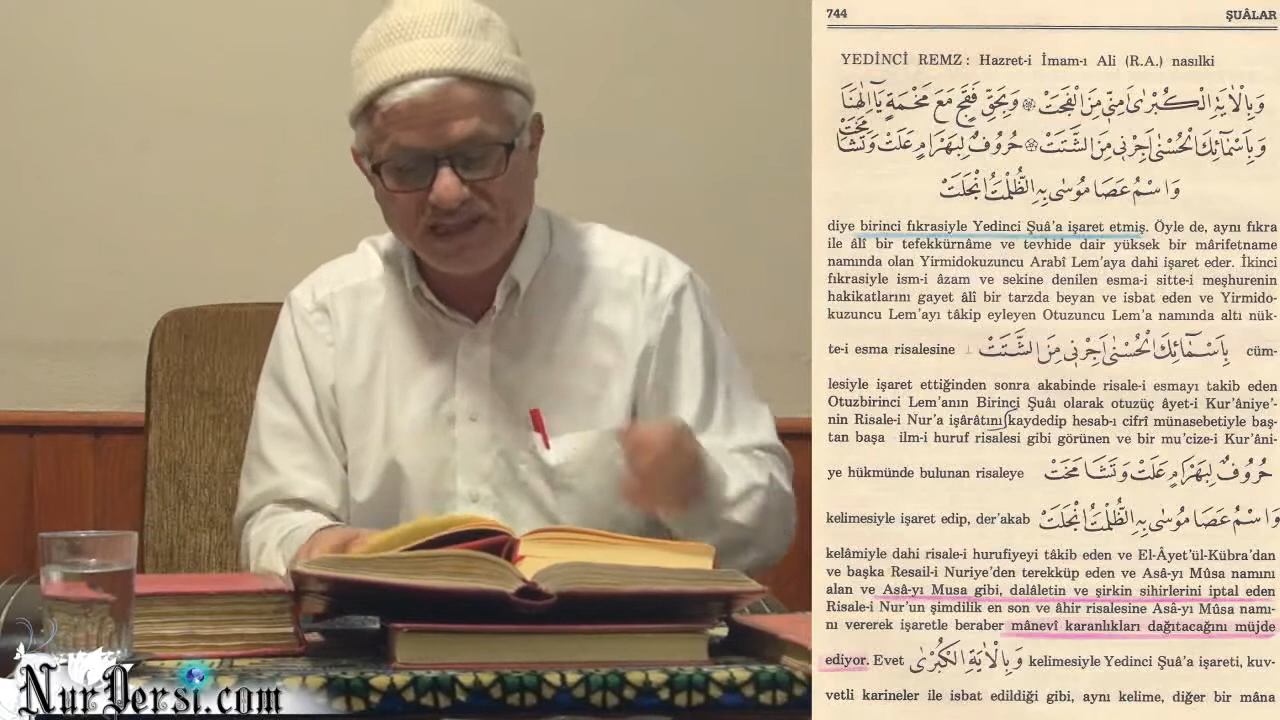 744 ŞUÂLAR
YEDİNCİ REMZ: Hazret-i İmam-ı Ali (R.A.) nasılki
وَبِالْاٰيَةِ الْكُبْرٰى اَمِنّ۪ى مِنَ الْفَجَتْ ۞ وَبِحَقِّ فَقَجٍ مَعَ مَخْمَةٍ يَٓا اِلٰهَنَا
وَبِاَسْمَٓائِكَ الْحُسْنٰى اَجِرْن۪ى مِنَ الشَّتَتْ ۞ حُرُوفٌ لِبَهْرَامٍ عَلَتْ وَتَشَامَخَتْ
وَاسْمُ عَصَا مُوسٰى بِهِ الظُّلْمَتُ انْجَلَتْ
diye birinci fıkrasiyle Yedinci Şuâ'a işaret etmiş. Öyle de, aynı fıkra
ile âlî bir tefekkürnâme ve tevhide dair yüksek bir mârifetname
namında olan Yirmidokuzuncu Arabî Lem'aya dahi işaret eder. İkinci
fıkrasiyle ism-i âzam ve sekine denilen esma-i sitte-i meşhurenin
hakikatlarını gayet âlî bir tarzda beyan ve isbat eden ve Yirmido-
kuzuncu Lem'ayı tâkip eyleyen Otuzuncu Lem'a namında altı nük-
te-i esma risalesine بِاَسْمَٓائِكَ الْحُسْنٰى اَجِرْن۪ى مِنَ الشَّتَتْ cüm-
lesiyle işaret ettiğinden sonra akabinde risale-i esmayı takib eden
Otuzbirinci Lem'anın Birinci Şuâı olarak otuzüç âyet-i Kur'âniye'-
nin Risale-i Nur'a işârâtını kaydedip hesab-ı cifrî münasebetiyle baş-
tan başa ilm-i huruf risalesi gibi görünen ve bir mu'cize-i Kur'âni-
ye hükmünde bulunan risaleye حُرُوفٌ لِبَهْرَامٍ عَلَتْ وَتَشَامَخَتْ
kelimesiyle işaret edip, der'akab وَاسْمُ عَصَا مُوسٰى بِهِ الظُّلْمَتُ انْجَلَتْ
kelâmiyle dahi risale-i hurufiyeyi tâkib eden ve El-Âyet'ül-Kübra'dan
ve başka Resail-i Nuriye'den terekküp eden ve Asâ-yı Mûsa namını
alan ve Asâ-yı Musa gibi, dalâletin ve şirkin sihirlerini iptal eden
Risale-i Nur'un şimdilik en son ve âhir risalesine Asâ-yı Mûsa namı-
nı vererek işaretle beraber mânevî karanlıkları dağıtacağını müjde
ediyor. Evet وَبِالْاٰيَةِ الْكُبْرٰى kelimesiyle Yedinci Şuâ'a işareti, kuv-
vetli karineler ile isbat edildiği gibi, aynı kelime, diğer bir mâna
NurDersi.com